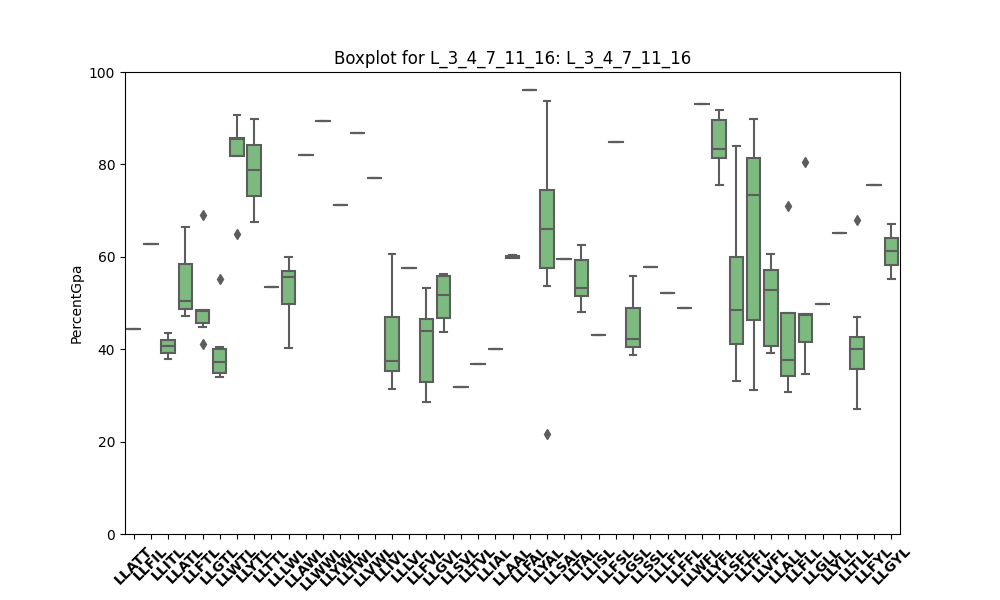 Boxplot for L_3_4_7_11_16: L_3_4_7_11_16
PercentGpa
100
80
60
40
20
0
LLATT
LLFIL
LLITL
LLATL
LLFTL
LLGTL
LLWTL
LLYTL
LLTTL
LLLWL
LLAWL
LLWWL
LLYWL
LLTWL
LLVWL
LLIVL
LLLVL
LLFVL
LLGVL
LLSVL
LLTVL
LLIAL
LLAAL
LLFAL
LLYAL
LLSAL
LLTAL
LLISL
LLFSL
LLGSL
LLSSL
LLLFL
LLFFL
LLWFL
LLYFL
LLSFL
LLTFL
LLVFL
LLALL
LLFLL
LLGLL
LLYLL
LLTLL
LLFYL
LLGYL